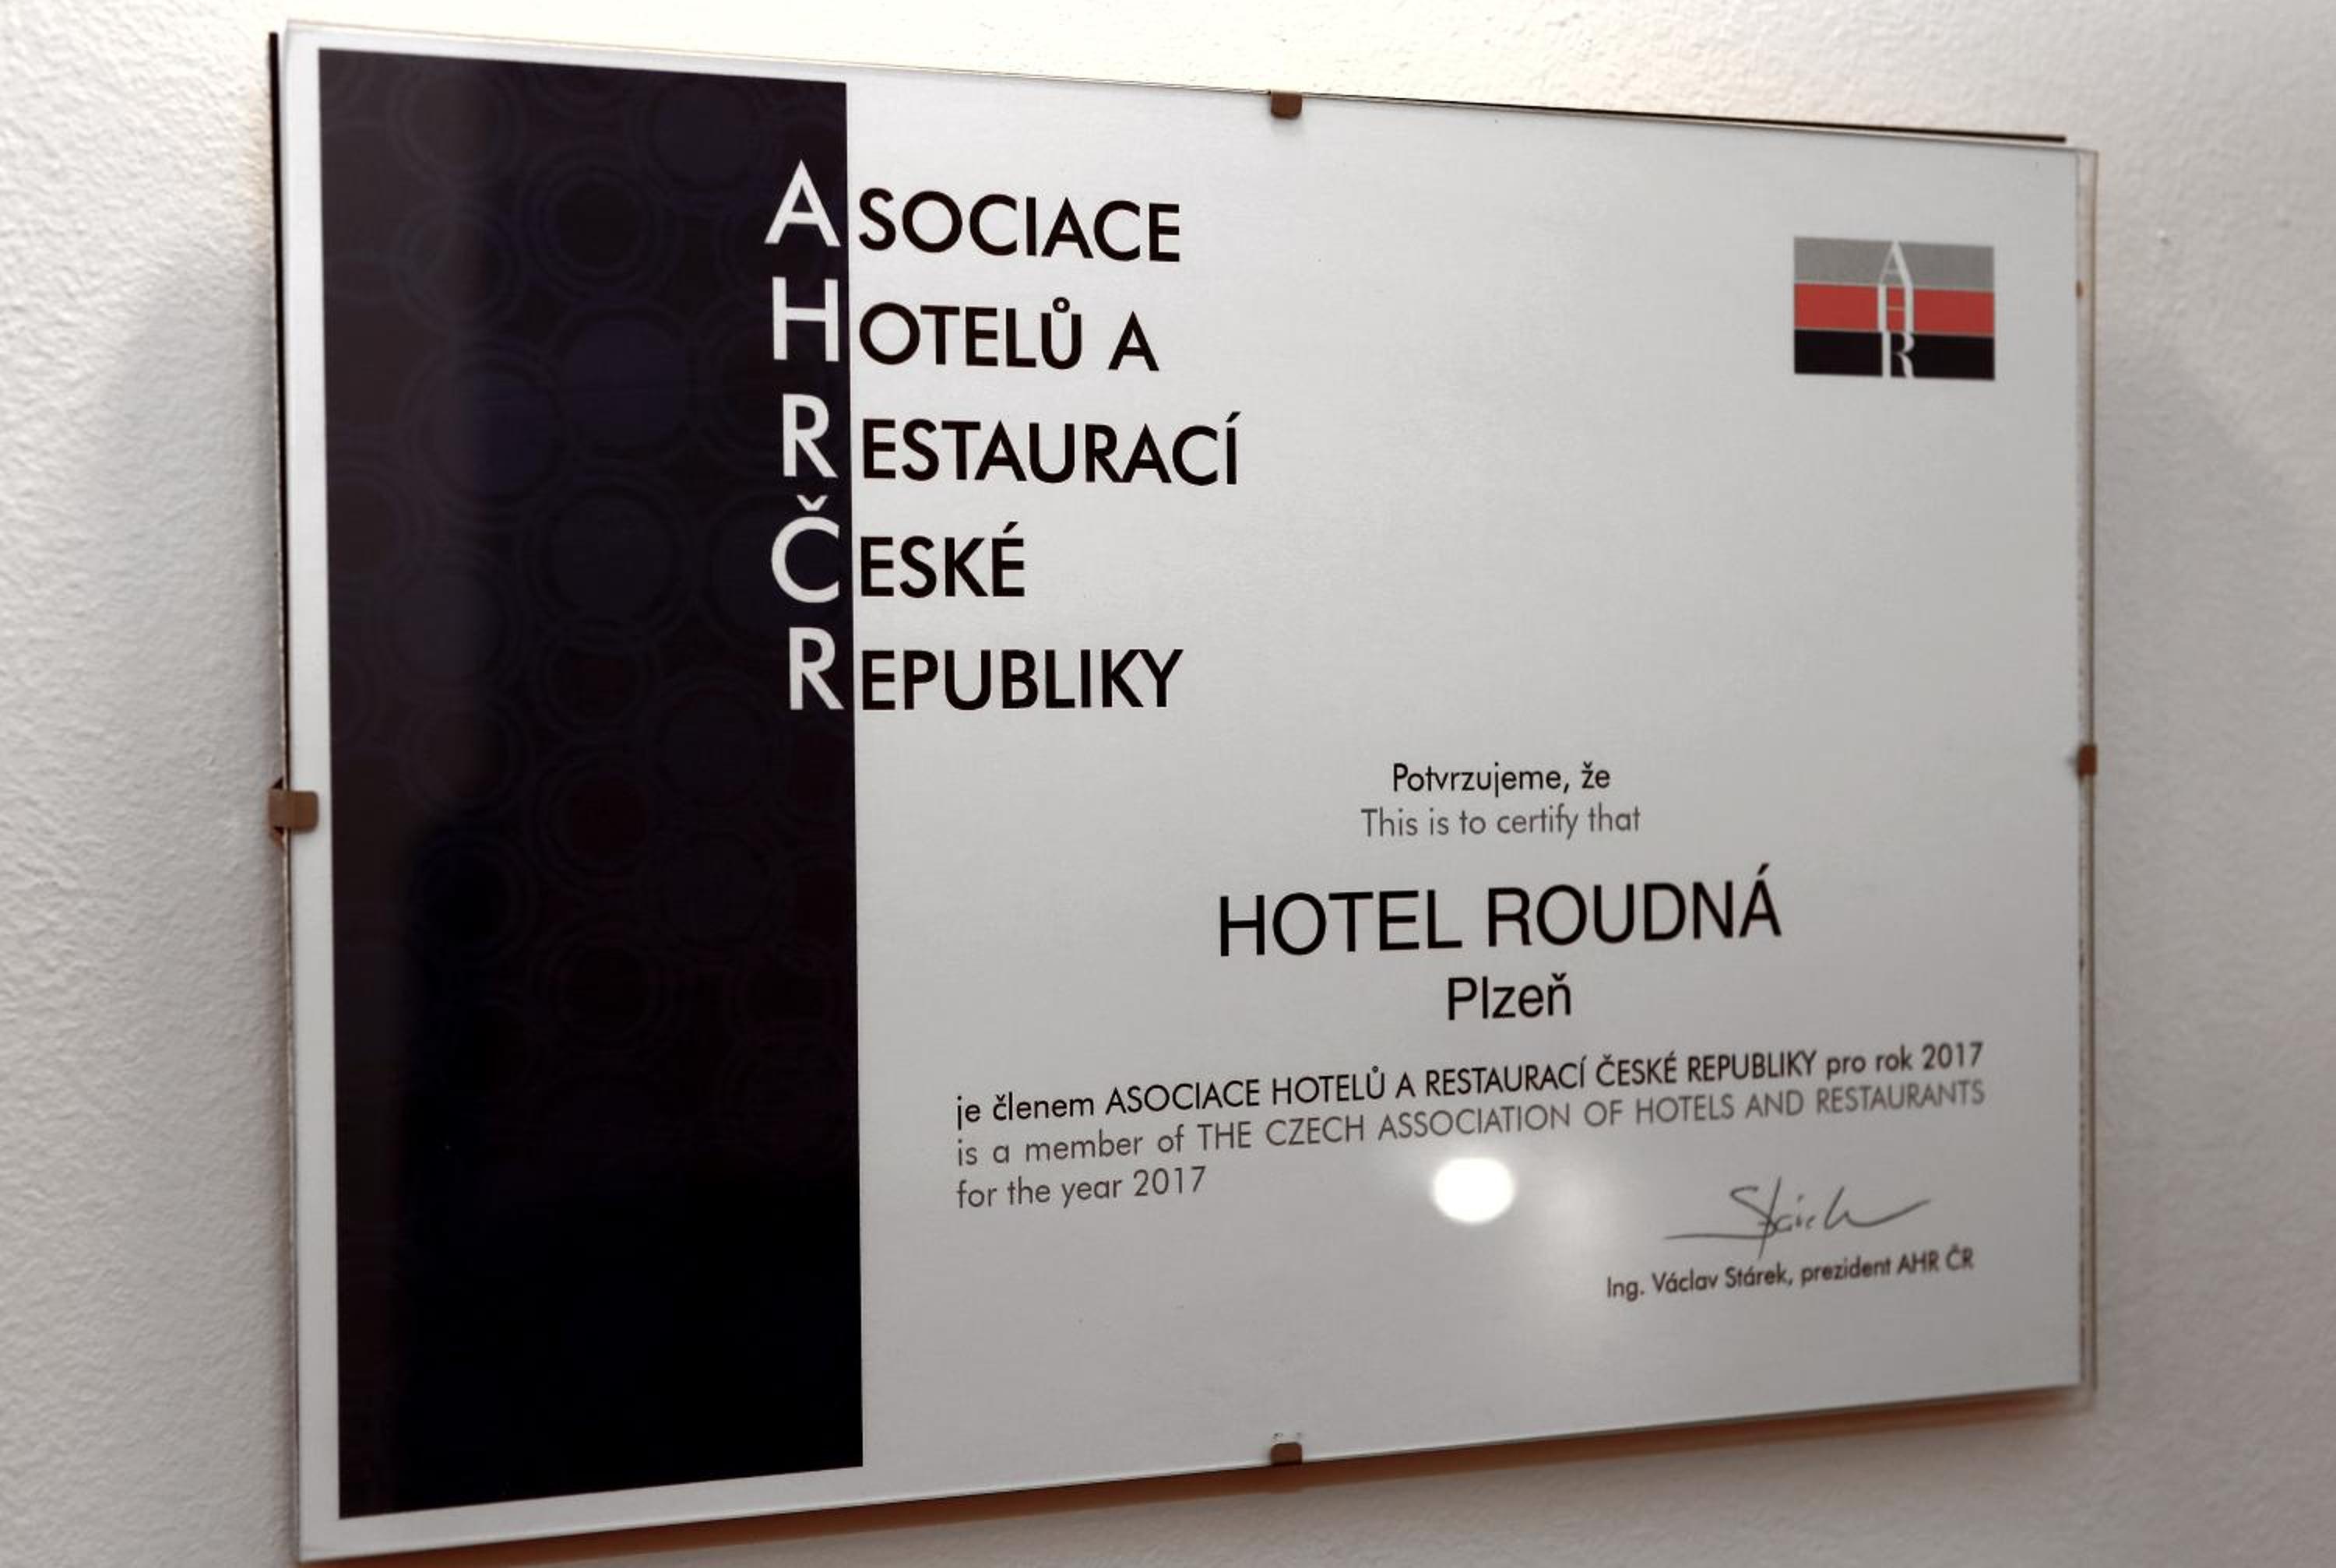 ASOCIACE
HOTELŮ A
RESTAURACÍ
ČESKÉ
REPUBLIKY
AHR
Potvrzujeme, že
This is to certify that
HOTEL ROUDNÁ
Plzeň
je členem ASOCIACE HOTELŮ A RESTAURACÍ ČESKÉ REPUBLIKY pro rok 2017
is a member of THE CZECH ASSOCIATION OF HOTELS AND RESTAURANTS
for the year 2017
Stárek
Ing. Václav Stárek, prezident AHR ČR